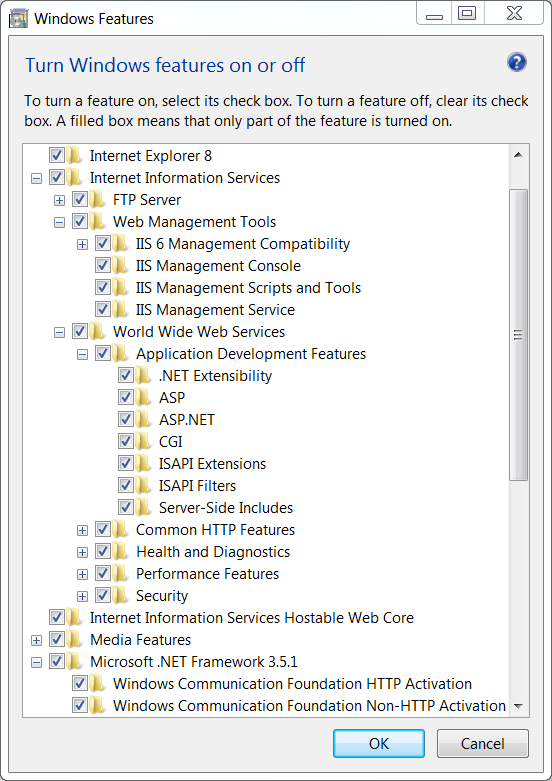 Windows Features
Turn Windows features on or off
To turn a feature on, select its check box. To turn a feature off, clear its check
box. A filled box means that only part of the feature is turned on.
Internet Explorer 8
Internet Information Services
FTP Server
Web Management Tools
IIS 6 Management Compatibility
IIS Management Console
IIS Management Scripts and Tools
IIS Management Service
World Wide Web Services
Application Development Features
.NET Extensibility
ASP
ASP.NET
CGI
ISAPI Extensions
ISAPI Filters
Server-Side Includes
Common HTTP Features
Health and Diagnostics
Performance Features
Security
Internet Information Services Hostable Web Core
Media Features
Microsoft .NET Framework 3.5.1
Windows Communication Foundation HTTP Activation
Windows Communication Foundation Non-HTTP Activation
OK Cancel